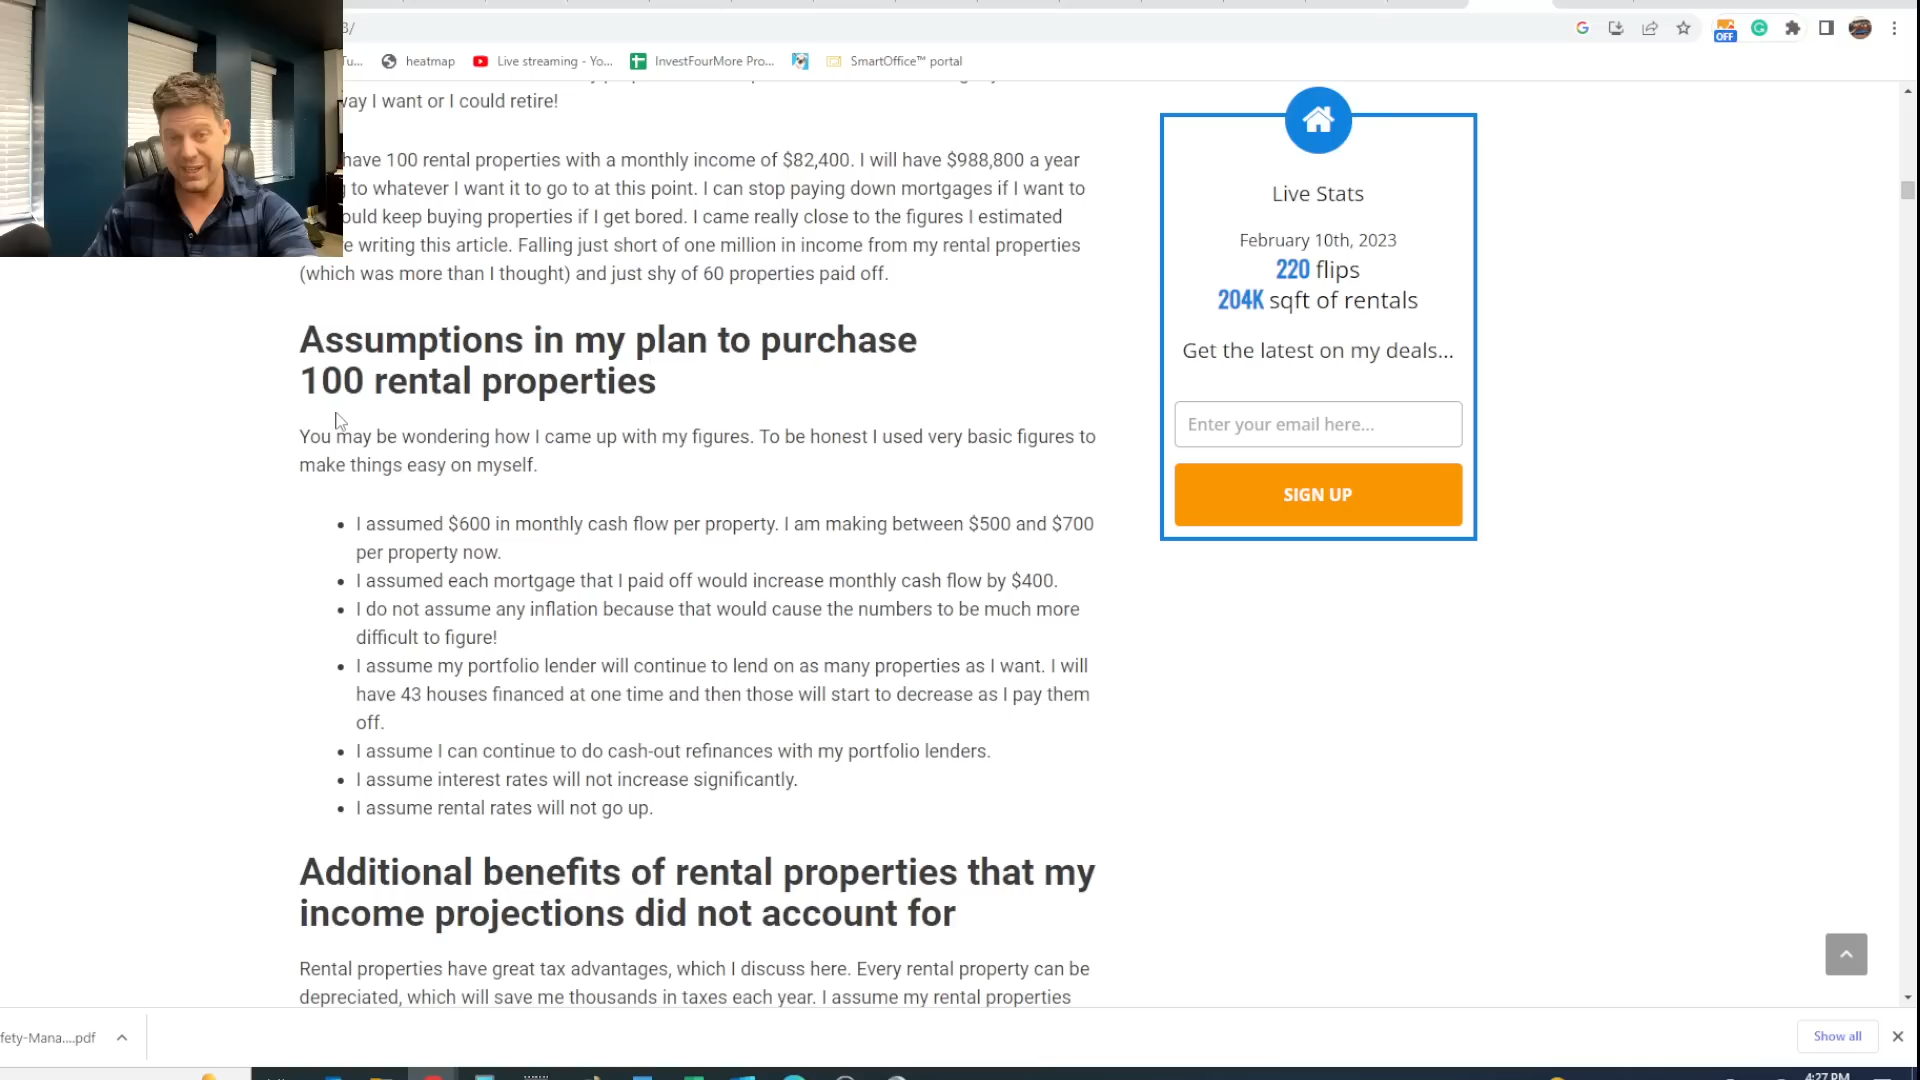 3/
Tu...
heatmap
Live streaming - Yo...
InvestFourMore Pro...
SmartOffice™ portal
OFF
way I want or I could retire!
have 100 rental properties with a monthly income of $82,400. I will have $988,800 a year
to whatever I want it to go to at this point. I can stop paying down mortgages if I want to
ould keep buying properties if I get bored. I came really close to the figures I estimated
e writing this article. Falling just short of one million in income from my rental properties
(which was more than I thought) and just shy of 60 properties paid off.
Assumptions in my plan to purchase
100 rental properties
You may be wondering how I came up with my figures. To be honest I used very basic figures to
make things easy on myself.
• I assumed $600 in monthly cash flow per property. I am making between $500 and $700
per property now.
• I assumed each mortgage that I paid off would increase monthly cash flow by $400.
• I do not assume any inflation because that would cause the numbers to be much more
difficult to figure!
• I assume my portfolio lender will continue to lend on as many properties as I want. I will
have 43 houses financed at one time and then those will start to decrease as I pay them
off.
• I assume I can continue to do cash-out refinances with my portfolio lenders.
• I assume interest rates will not increase significantly.
• I assume rental rates will not go up.
Additional benefits of rental properties that my
income projections did not account for
Rental properties have great tax advantages, which I discuss here. Every rental property can be
depreciated, which will save me thousands in taxes each year. I assume my rental properties
Live Stats
February 10th, 2023
220 flips
204K sqft of rentals
Get the latest on my deals...
Enter your email here...
SIGN UP
fety-Mana....pdf
Show all
4:27 PM